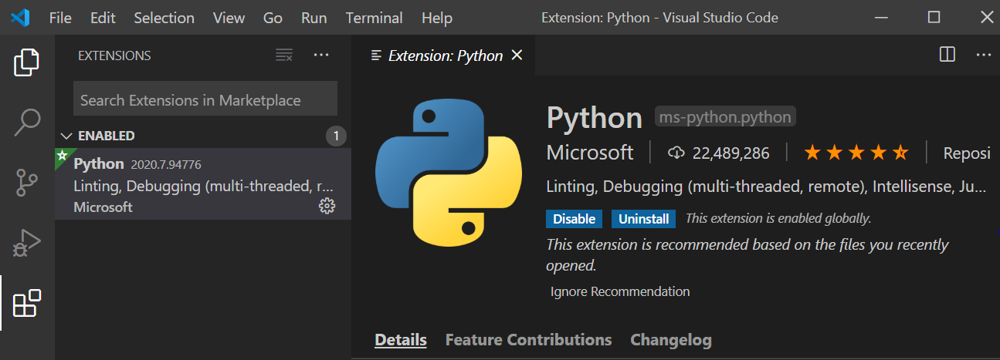 File Edit Selection View Go Run Terminal Help Extension: Python - Visual Studio Code
EXTENSIONS
Search Extensions in Marketplace
ENABLED 1
Python 2020.7.94776
Linting, Debugging (multi-threaded, r...
Microsoft
Extension: Python
Python ms-python.python
Microsoft 22,489,286 Reposi
Linting, Debugging (multi-threaded, remote), Intellisense, Ju...
Disable Uninstall This extension is enabled globally.
This extension is recommended based on the files you recently
opened.
Ignore Recommendation
Details Feature Contributions Changelog